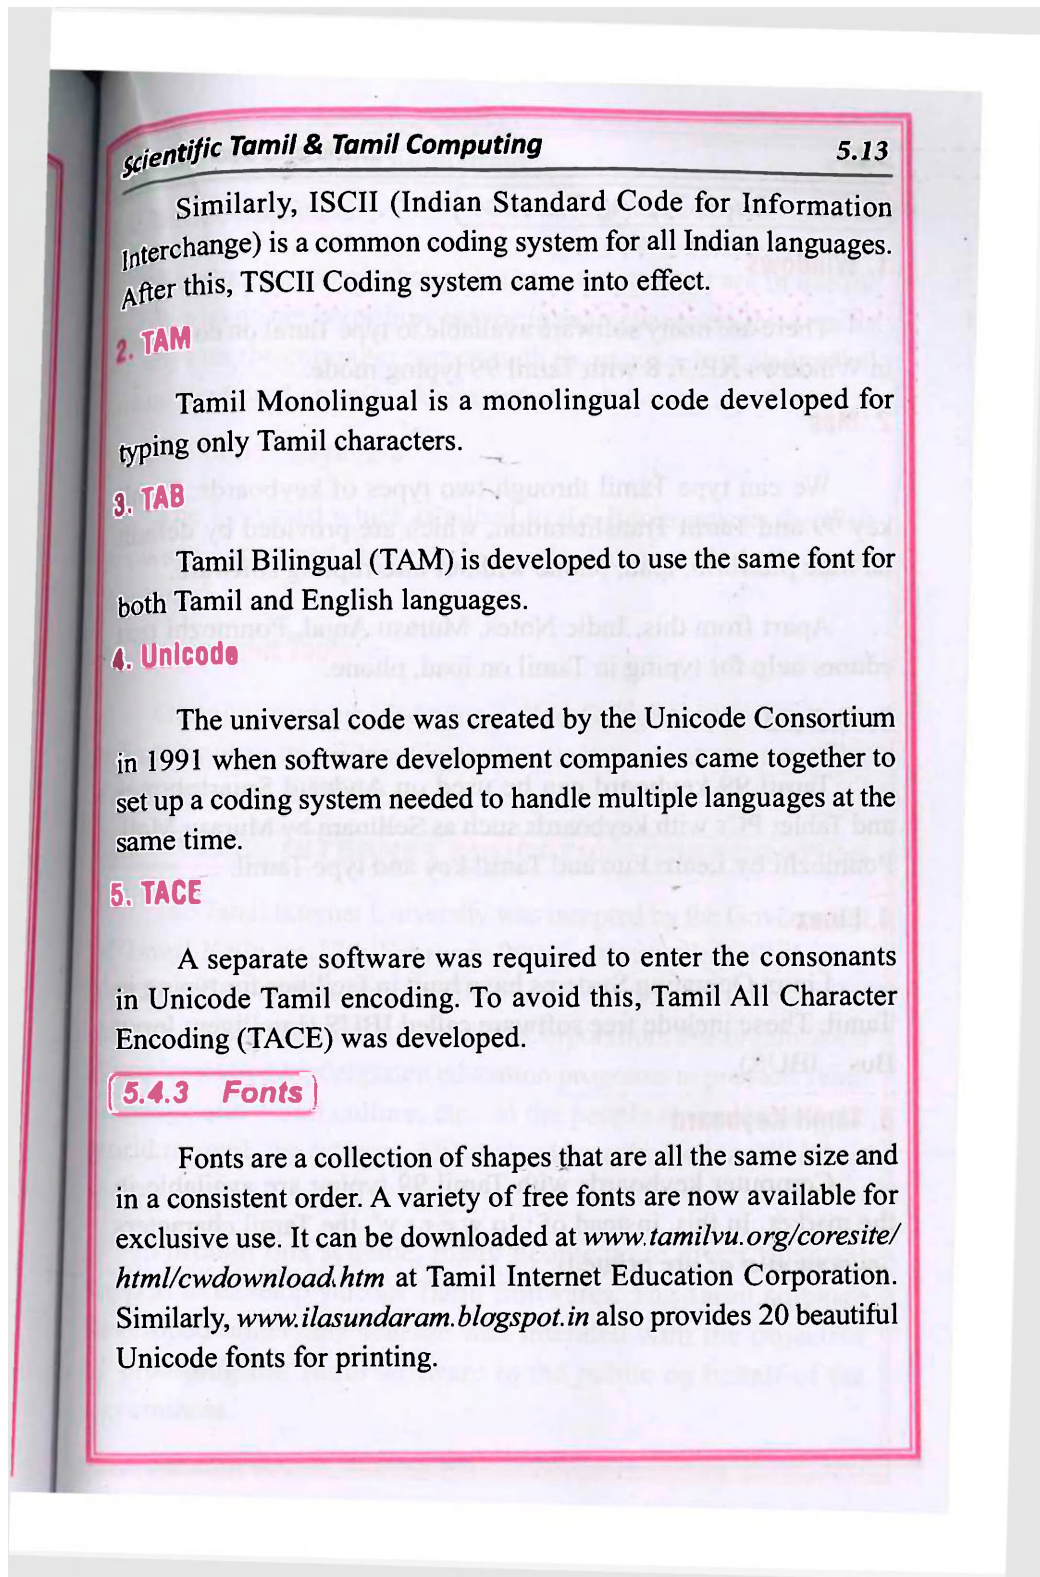 Scientific Tamil & Tamil Computing 5.13
Similarly, ISCII (Indian Standard Code for Information
Interchange) is a common coding system for all Indian languages.
After this, TSCII Coding system came into effect.
2. TAM
Tamil Monolingual is a monolingual code developed for
typing only Tamil characters.
3. TAB
Tamil Bilingual (TAM) is developed to use the same font for
both Tamil and English languages.
4. Unicode
The universal code was created by the Unicode Consortium
in 1991 when software development companies came together to
set up a coding system needed to handle multiple languages at the
same time.
5. TACE
A separate software was required to enter the consonants
in Unicode Tamil encoding. To avoid this, Tamil All Character
Encoding (TACE) was developed.
5.4.3 Fonts
Fonts are a collection of shapes that are all the same size and
in a consistent order. A variety of free fonts are now available for
exclusive use. It can be downloaded at www.tamilvu.org/coresite/
html/cwdownload.htm at Tamil Internet Education Corporation.
Similarly, www.ilasundaram.blogspot.in also provides 20 beautiful
Unicode fonts for printing.